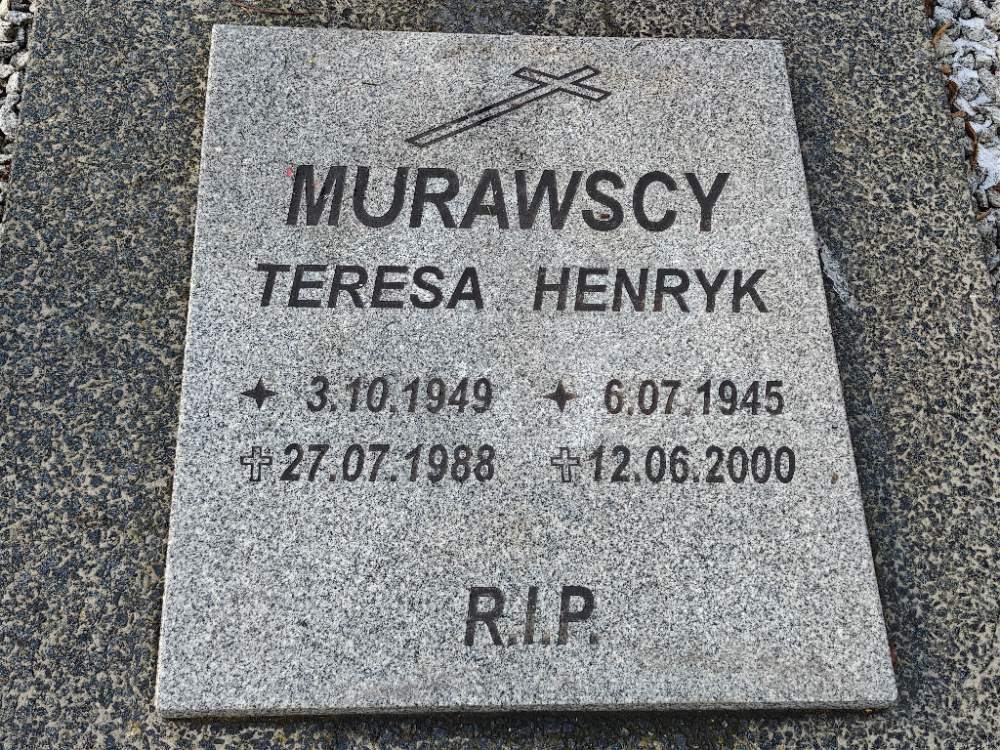 MURAWSCY
TERESA HENRYK
3.10.1949 6.07.1945
27.07.1988 12.06.2000
R.I.P.